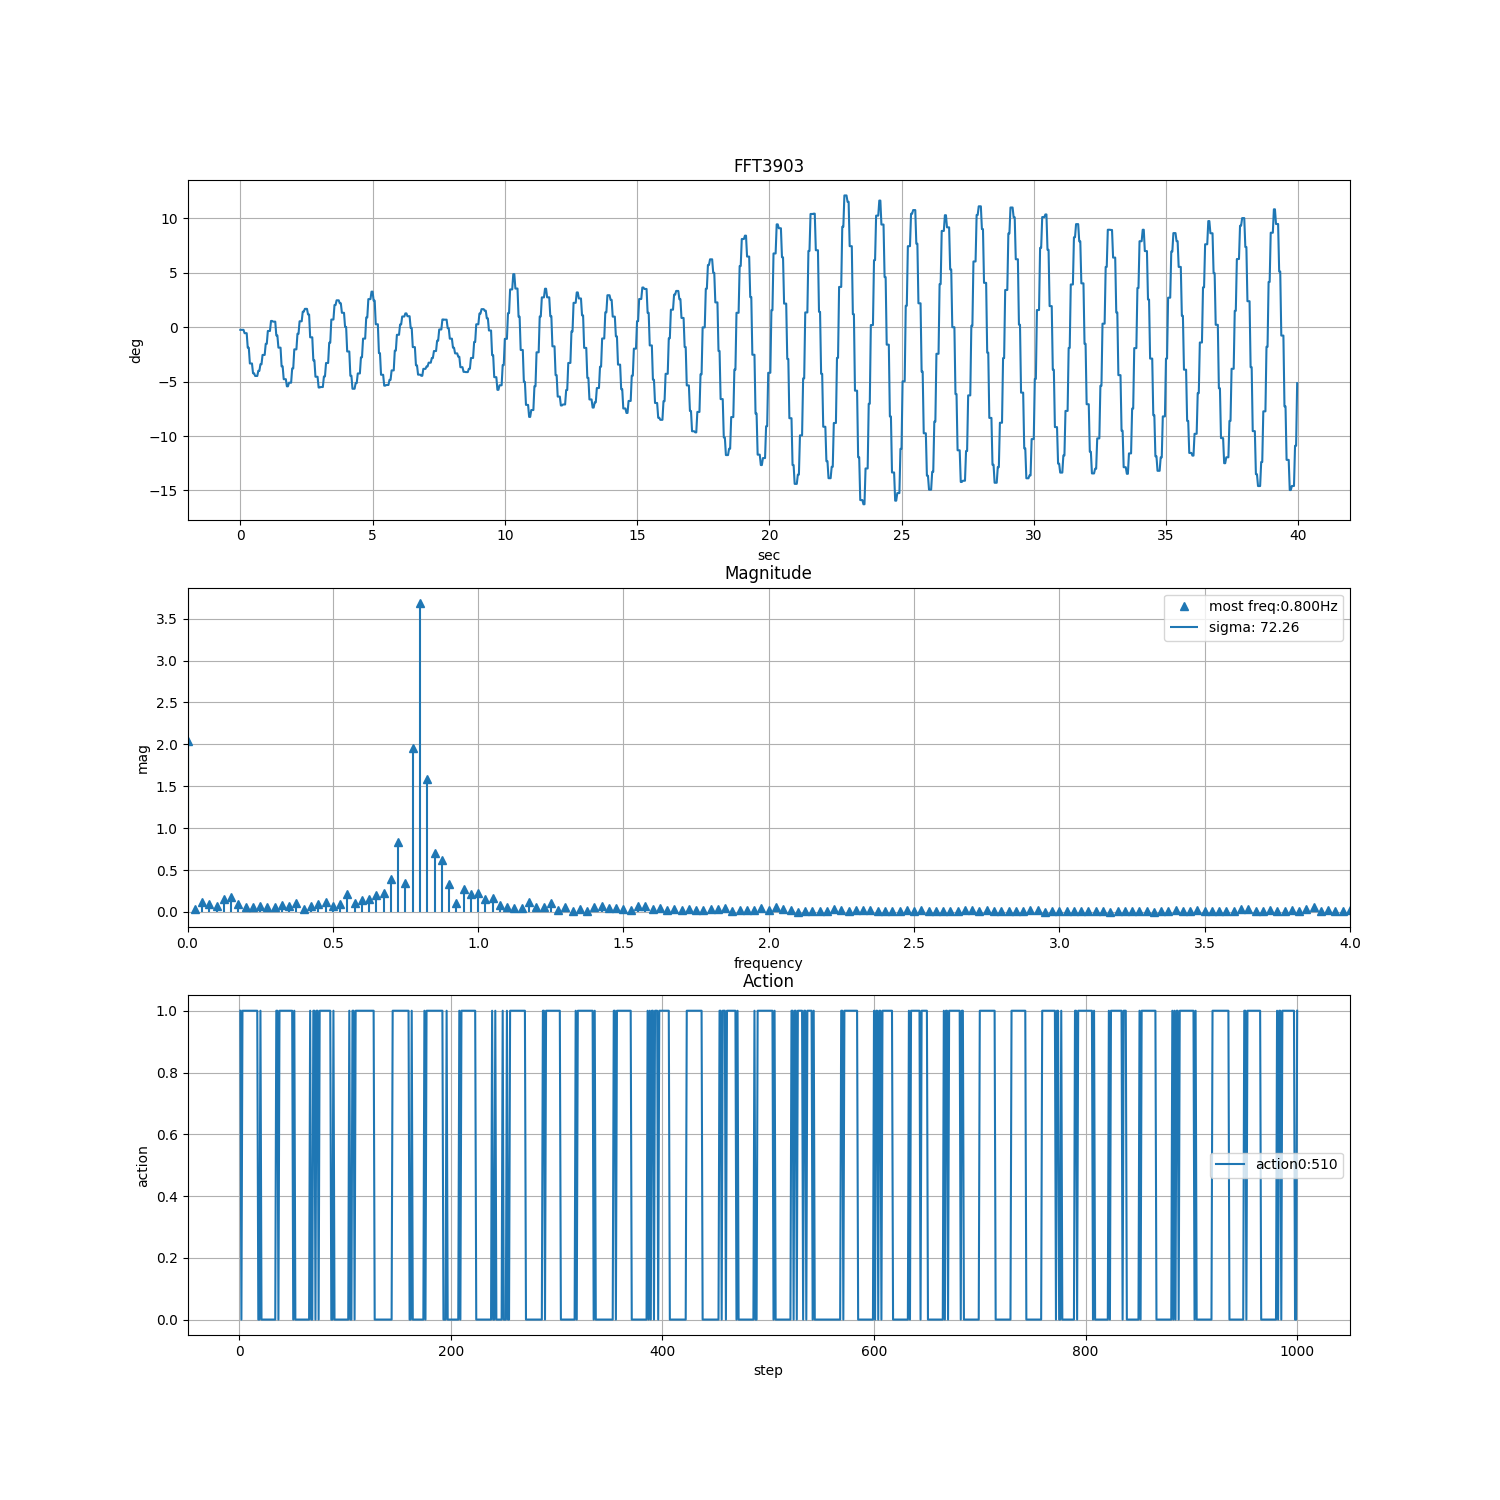 FFT3903
10
5
0
−5
−10
−15
deg
0 5 10 15 20 25 30 35 40
sec
Magnitude
most freq:0.800Hz
sigma: 72.26
3.5
3.0
2.5
2.0
1.5
1.0
0.5
0.0
mag
0.0 0.5 1.0 1.5 2.0 2.5 3.0 3.5 4.0
frequency
Action
1.0
0.8
0.6
0.4
0.2
0.0
action
action0:510
0 200 400 600 800 1000
step